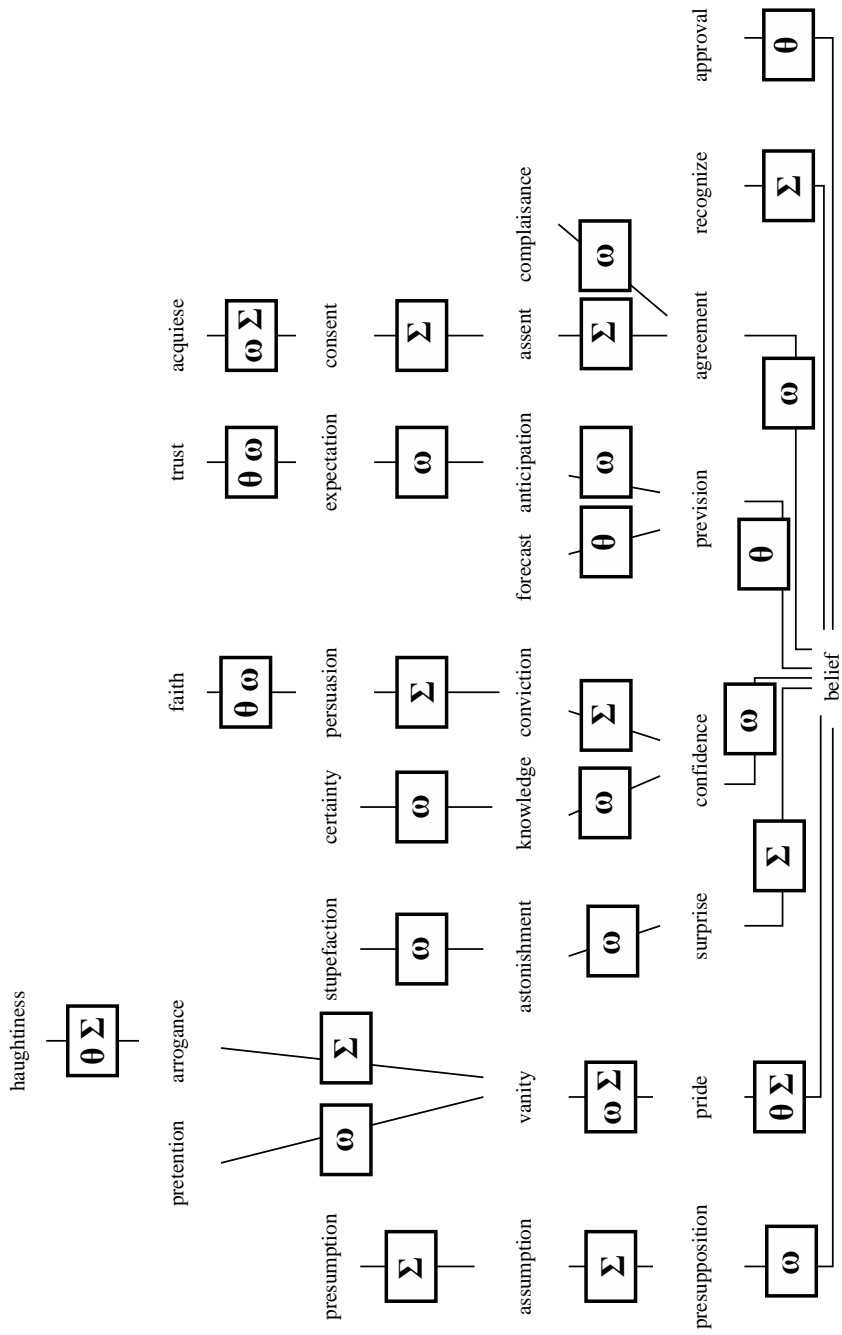 haughtiness
θ Σ
pretention arrogance faith trust acquiese
θ ω θ ω ω Σ
presumption stupefaction certainty persuasion expectation consent
ω Σ
Σ ω ω Σ ω Σ
assumption vanity astonishment knowledge conviction forecast anticipation assent complaisance
Σ ω Σ ω ω Σ θ ω Σ ω
presupposition pride surprise confidence prevision agreement recognize approval
ω θ Σ Σ ω θ ω Σ θ
belief